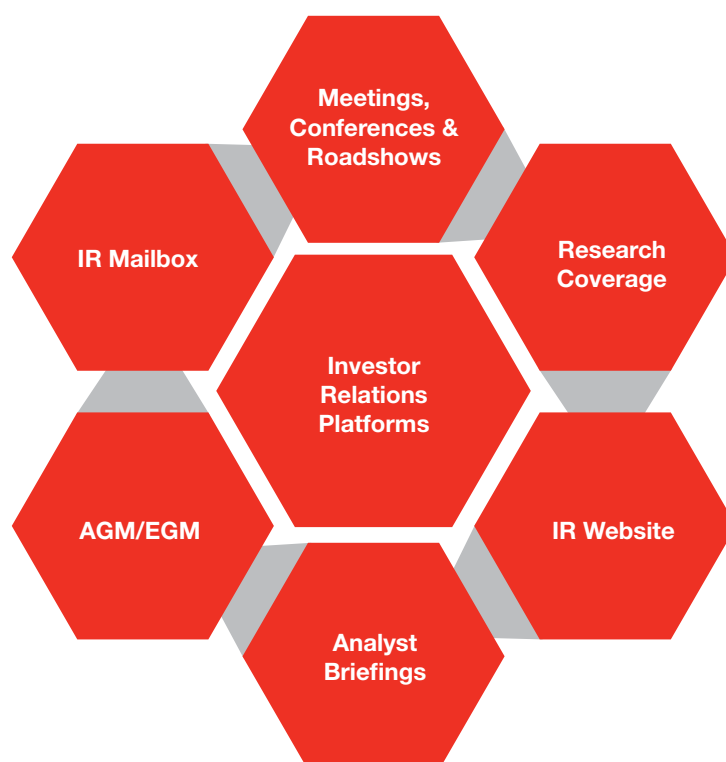 Meetings,
Conferences &
Roadshows
IR Mailbox
Research
Coverage
Investor
Relations
Platforms
AGM/EGM
IR Website
Analyst
Briefings